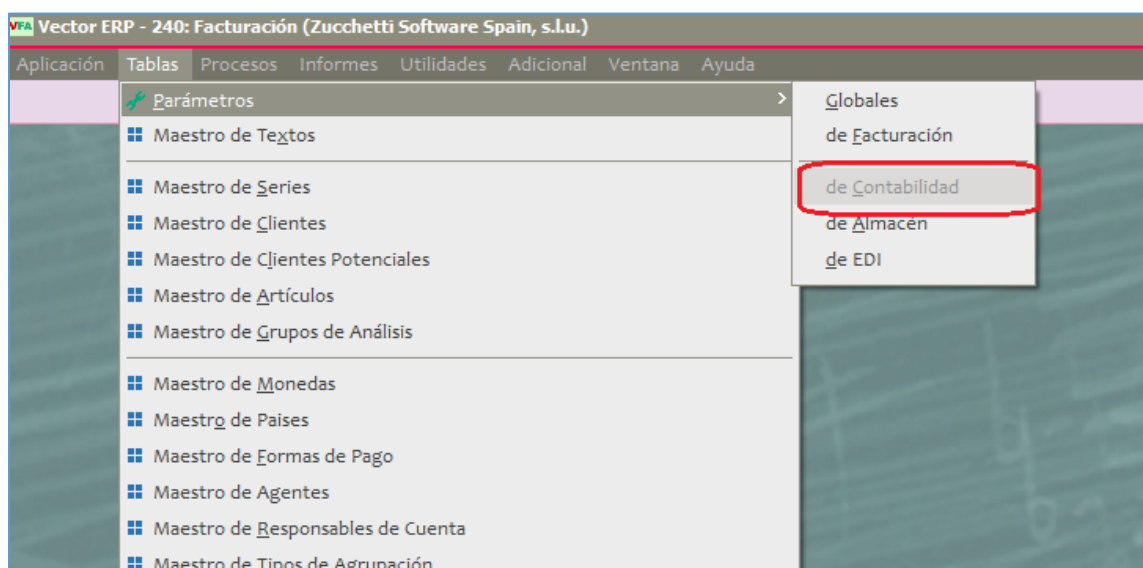 VFA Vector ERP - 240: Facturación (Zucchetti Software Spain, s.l.u.)
Aplicación Tablas Procesos Informes Utilidades Adicional Ventana Ayuda
Parámetros >
Maestro de Textos
Maestro de Series
Maestro de Clientes
Maestro de Clientes Potenciales
Maestro de Artículos
Maestro de Grupos de Análisis
Maestro de Monedas
Maestro de Paises
Maestro de Formas de Pago
Maestro de Agentes
Maestro de Responsables de Cuenta
Maestro de Tipos de Agrupación
Globales
de Facturación
de Contabilidad
de Almacén
de EDI